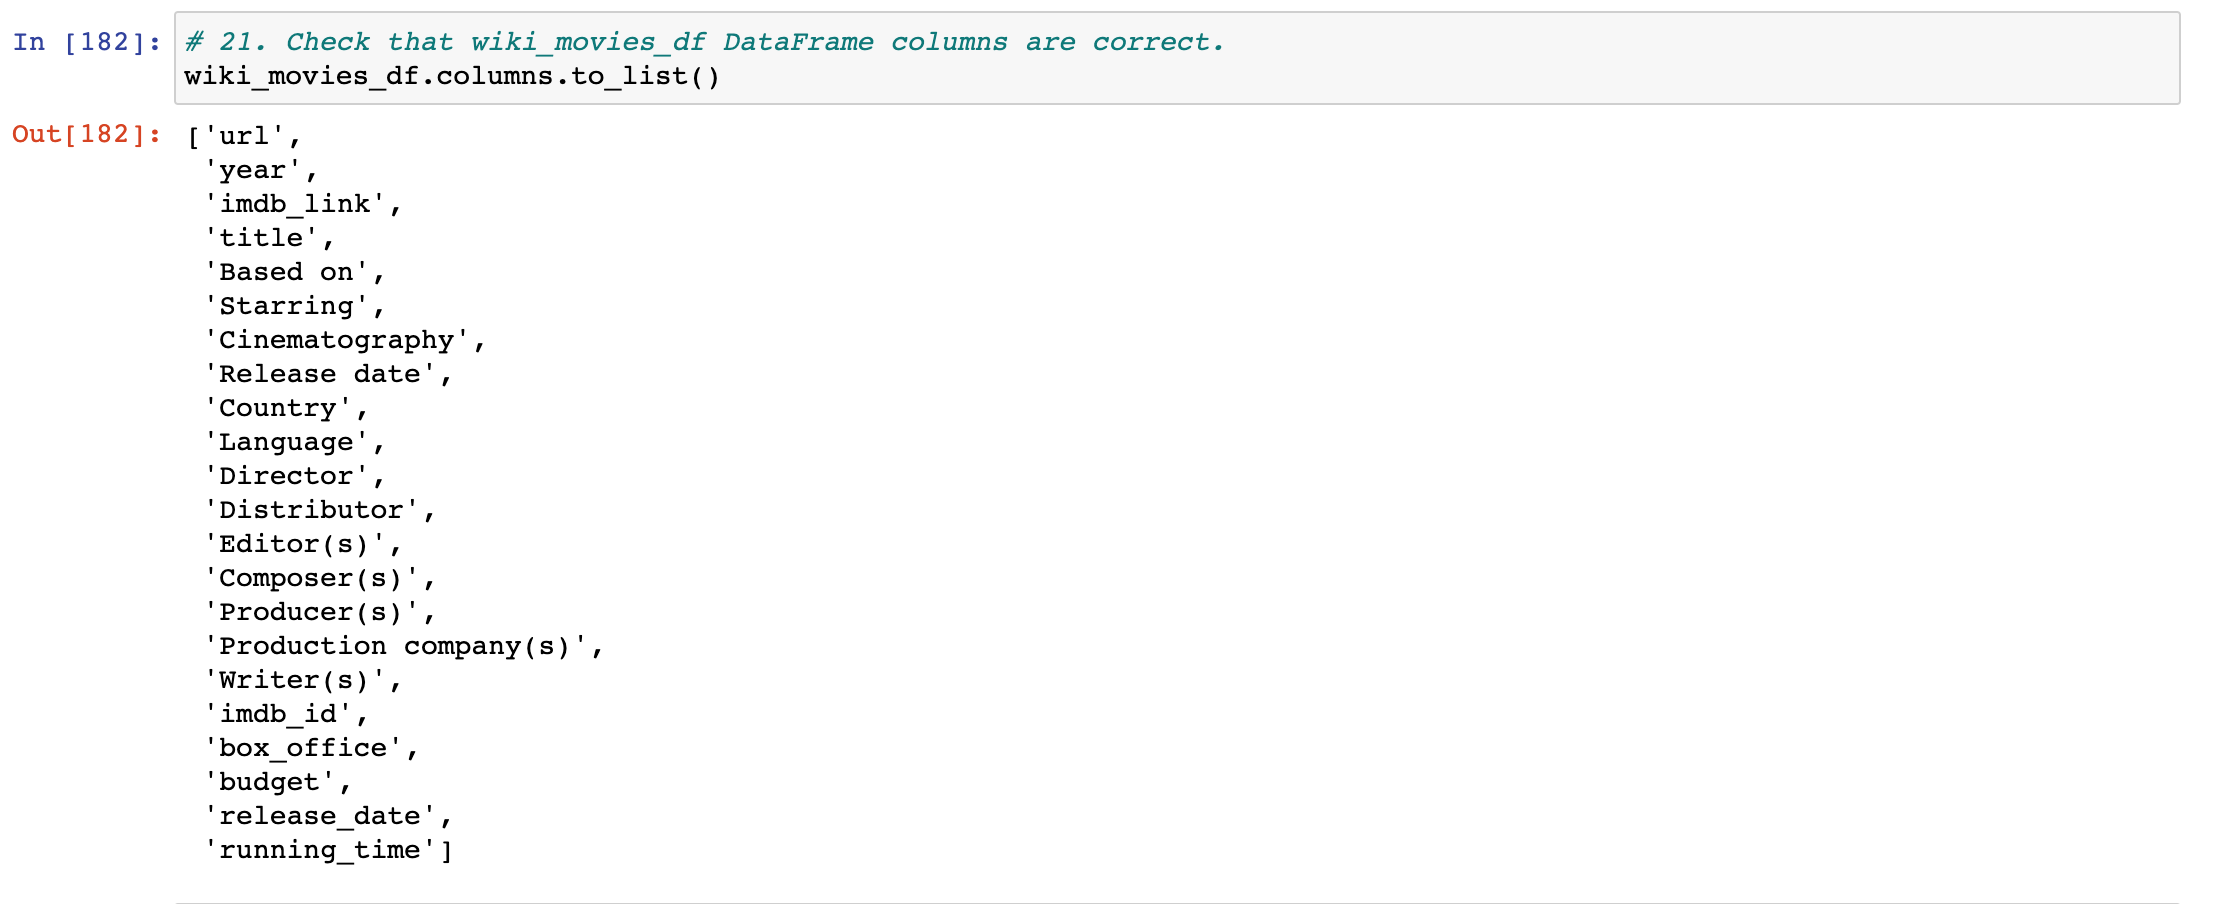 In [182]: # 21. Check that wiki_movies_df DataFrame columns are correct.
wiki_movies_df.columns.to_list()
Out[182]: ['url',
'year',
'imdb_link',
'title',
'Based on',
'Starring',
'Cinematography',
'Release date',
'Country',
'Language',
'Director',
'Distributor',
'Editor(s)',
'Composer(s)',
'Producer(s)',
'Production company(s)',
'Writer(s)',
'imdb_id',
'box_office',
'budget',
'release_date',
'running_time']